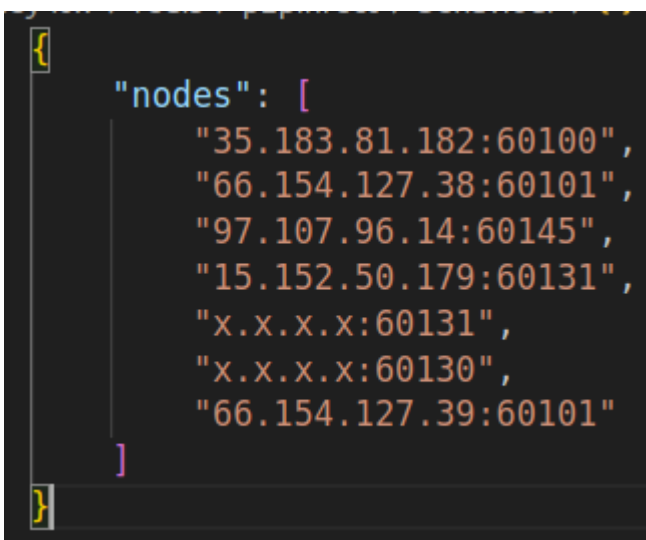 {
"nodes": [
"35.183.81.182:60100",
"66.154.127.38:60101",
"97.107.96.14:60145",
"15.152.50.179:60131",
"x.x.x.x:60131",
"x.x.x.x:60130",
"66.154.127.39:60101"
]
}